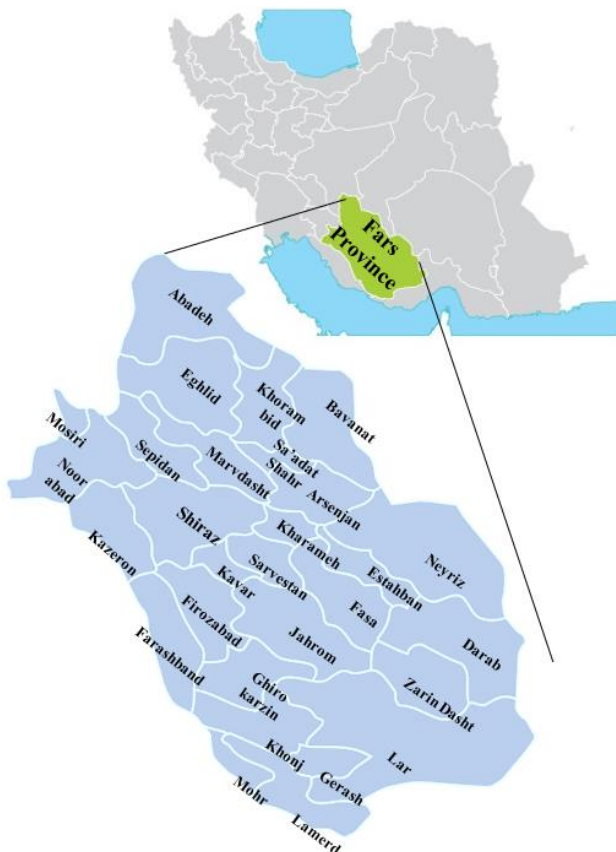 Fars
Province
Abadeh
Eghlid
Khoram
bid
Bavanat
Mosiri
Noor
abad
Sepidan
Marvdasht
Sa'adat
Shahr
Arsenjan
Kazeron
Shiraz
Kharameh
Estahban
Neyriz
Kavar
Sarvestan
Fasa
Firozabad
Jahrom
Darab
Farashband
Ghiro
karzin
Zarin Dasht
Khonj
Gerash
Lar
Mohr
Lamerd